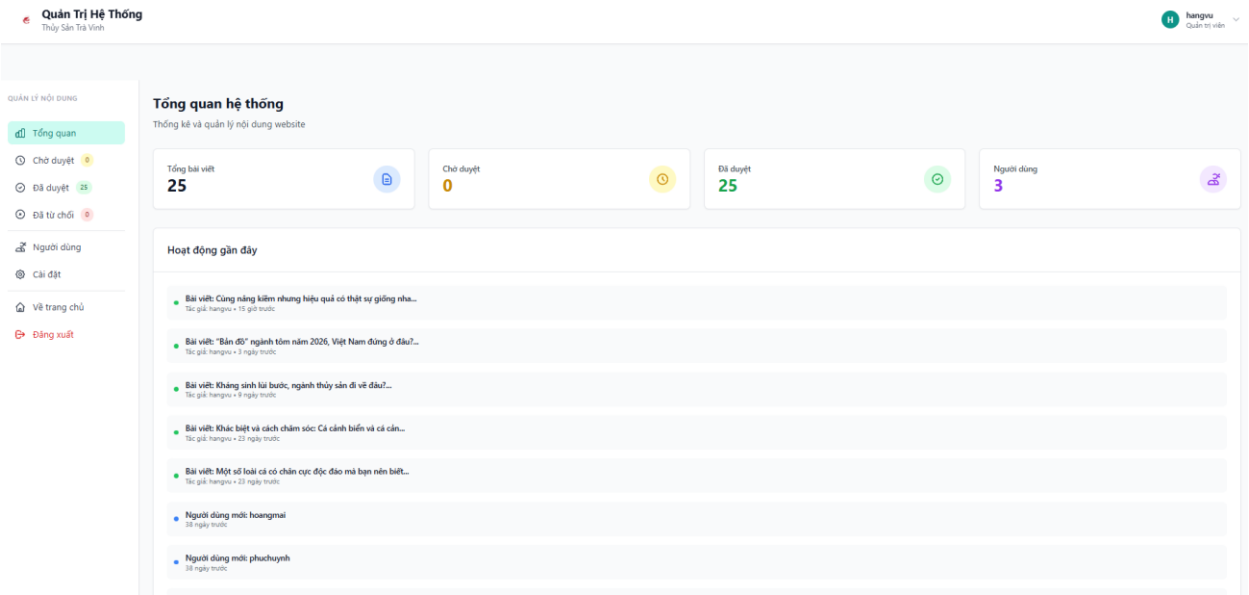 Quản Trị Hệ Thống
Thủy Sản Trà Vinh
H
hangvu
Quản trị viên
QUẢN LÝ NỘI DUNG
Tổng quan
Chờ duyệt 0
Đã duyệt 25
Đã từ chối 0
Người dùng
Cài đặt
Về trang chủ
Đăng xuất
Tổng quan hệ thống
Thống kê và quản lý nội dung website
Tổng bài viết
25
Chờ duyệt
0
Đã duyệt
25
Người dùng
3
Hoạt động gần đây
Bài viết: Cùng nâng kiềm nhưng hiệu quả có thật sự giống nha...
Tác giả: hangvu • 15 giờ trước
Bài viết: "Bản đồ" ngành tôm năm 2026, Việt Nam đứng ở đâu?...
Tác giả: hangvu • 3 ngày trước
Bài viết: Kháng sinh lùi bước, ngành thủy sản đi về đâu?...
Tác giả: hangvu • 9 ngày trước
Bài viết: Khác biệt và cách chăm sóc: Cá cảnh biển và cá cản...
Tác giả: hangvu • 23 ngày trước
Bài viết: Một số loài cá có chân cực độc đáo mà bạn nên biết...
Tác giả: hangvu • 23 ngày trước
Người dùng mới: hoangmai
38 ngày trước
Người dùng mới: phuchuynh
38 ngày trước